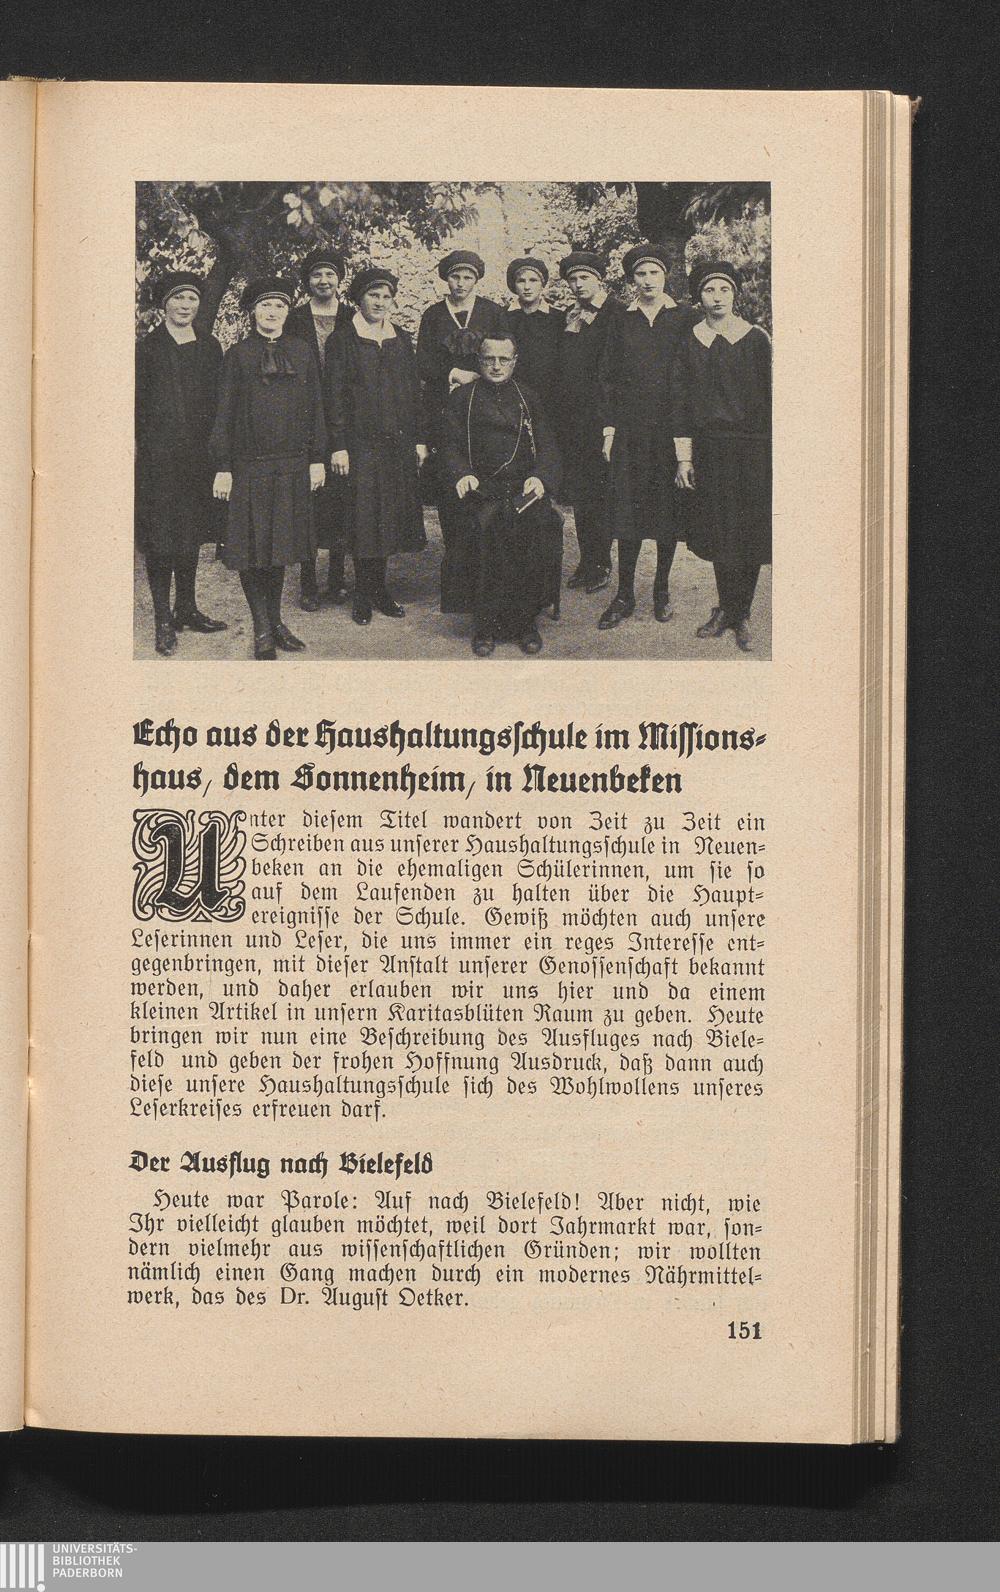 Echo aus der Haushaltungsschule im Missions-
haus, dem Sonnenheim, in Neuenbeken
Unter diesem Titel wandert von Zeit zu Zeit ein
Schreiben aus unserer Haushaltungsschule in Neuen-
beken an die ehemaligen Schülerinnen, um sie so
auf dem Laufenden zu halten über die Haupt-
ereignisse der Schule. Gewiß möchten auch unsere
Leserinnen und Leser, die uns immer ein reges Interesse ent-
gegenbringen, mit dieser Anstalt unserer Genossenschaft bekannt
werden, und daher erlauben wir uns hier und da einem
kleinen Artikel in unsern Karitasblüten Raum zu geben. Heute
bringen wir nun eine Beschreibung des Ausfluges nach Biele-
feld und geben der frohen Hoffnung Ausdruck, daß dann auch
diese unsere Haushaltungsschule sich des Wohlwollens unseres
Leserkreises erfreuen darf.
Der Ausflug nach Bielefeld
Heute war Parole: Auf nach Bielefeld! Aber nicht, wie
Ihr vielleicht glauben möchtet, weil dort Jahrmarkt war, son-
dern vielmehr aus wissenschaftlichen Gründen; wir wollten
nämlich einen Gang machen durch ein modernes Nährmittel-
werk, das des Dr. August Oetker.
151
UNIVERSITÄTS-
BIBLIOTHEK
PADERBORN